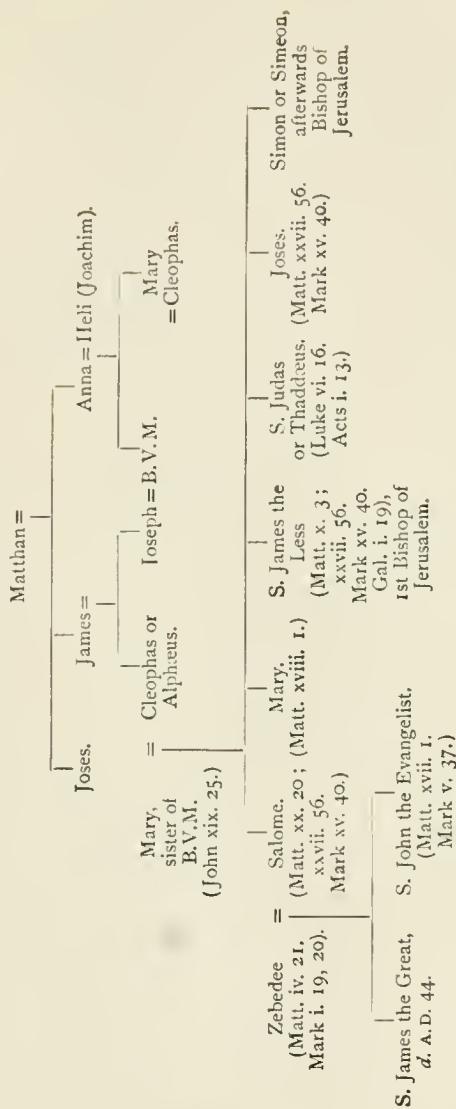 Matthan =
Joses.
James =
Anna = Heli (Joachim).
Mary,
sister of
B.V.M.
(John xix. 25.)
=
Cleophas or
Alphæus.
Joseph = B.V.M.
Mary
= Cleophas.
Zebedee
(Matt. iv. 21.
Mark i. 19, 20).
=
Salome.
(Matt. xx. 20;
xxvii. 56.
Mark xv. 40.)
Mary.
(Matt. xviii. 1.)
S. James the
Less
(Matt. x. 3;
xxvii. 56.
Mark xv. 40.
Gal. i. 19),
1st Bishop of
Jerusalem.
S. Judas
or Thaddæus.
(Luke vi. 16.
Acts i. 13.)
Joses.
(Matt. xxvii. 56.
Mark xv. 40.)
Simon or Simeon,
afterwards
Bishop of
Jerusalem.
S. James the Great,
d. A.D. 44.
S. John the Evangelist.
(Matt. xvii. 1.
Mark v. 37.)